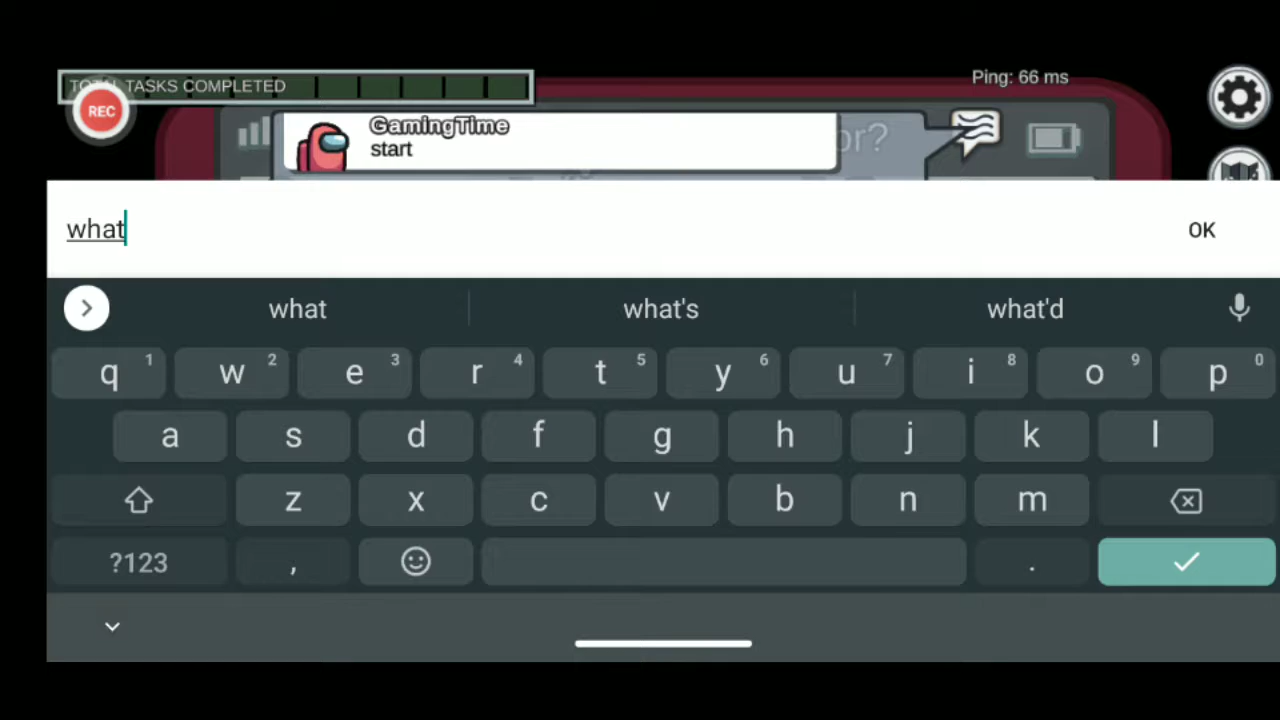 TOTAL TASKS COMPLETED
Ping: 66 ms
REC
GamingTime
start
or?
what
OK
what what's what'd
q 1 w 2 e 3 r 4 t 5 y 6 u 7 i 8 o 9 p 0
a s d f g h j k l
z x c v b n m
?123 , .